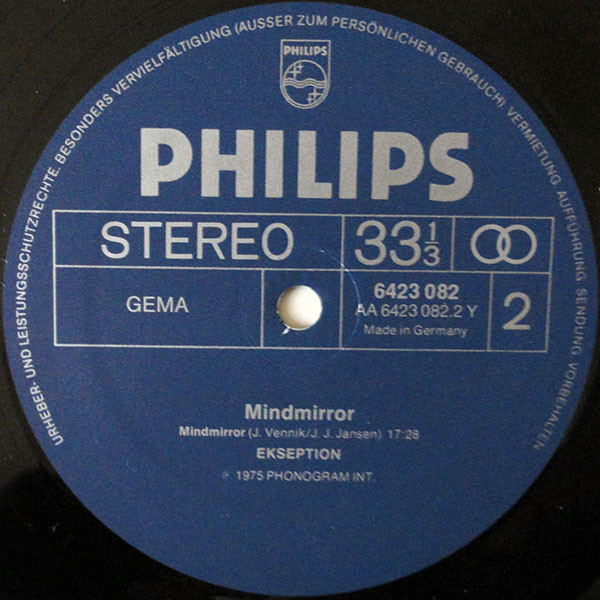 URHEBER- UND LEISTUNGSSCHUTZRECHTE, BESONDERS VERVIELFÄLTIGUNG (AUSSER ZUM PERSÖNLICHEN GEBRAUCH), VERMIETUNG, AUFFÜHRUNG, SENDUNG VORBEHALTEN
PHILIPS
PHILIPS
STEREO 33 1/3
GEMA 6423 082 2
AA 6423 082.2 Y
Made in Germany
Mindmirror
Mindmirror (J. Vennik/J. J. Jansen) 17:28
EKSEPTION
℗ 1975 PHONOGRAM INT.